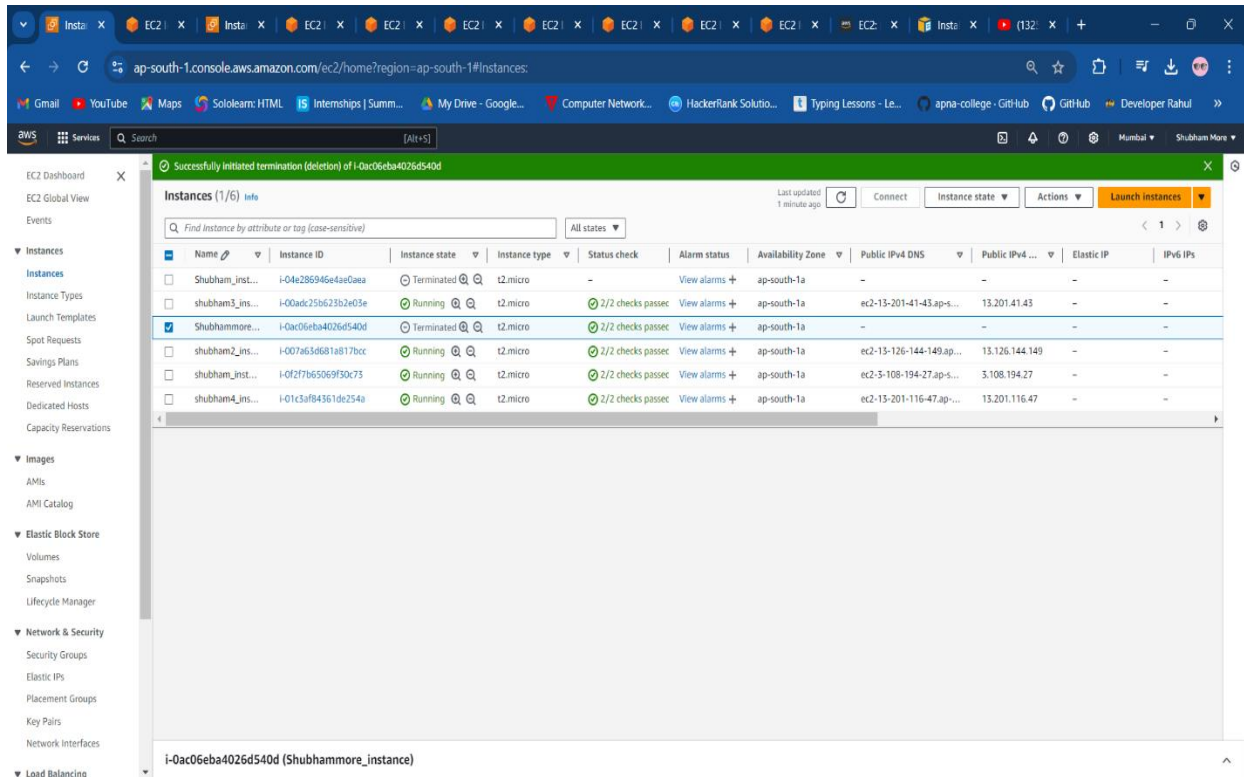 Instal
EC2 I
Instal
EC2 I
EC2 I
EC2 I
EC2 I
EC2 I
EC2 I
EC2 I
EC2:
Instal
(132:
ap-south-1.console.aws.amazon.com/ec2/home?region=ap-south-1#Instances:
Gmail YouTube Maps Sololearn: HTML Internships | Summ... My Drive - Google... Computer Network... HackerRank Solutio... Typing Lessons - Le... apna-college · GitHub GitHub Developer Rahul »
aws Services Search [Alt+S] Mumbai Shubham More
EC2 Dashboard
EC2 Global View
Events
Instances
Instances
Instance Types
Launch Templates
Spot Requests
Savings Plans
Reserved Instances
Dedicated Hosts
Capacity Reservations
Images
AMIs
AMI Catalog
Elastic Block Store
Volumes
Snapshots
Lifecycle Manager
Network & Security
Security Groups
Elastic IPs
Placement Groups
Key Pairs
Network Interfaces
Load Balancing
Successfully initiated termination (deletion) of i-0ac06eba4026d540d
Instances (1/6) Info Last updated 1 minute ago Connect Instance state Actions Launch instances
Find Instance by attribute or tag (case-sensitive) All states 1
Name Instance ID Instance state Instance type Status check Alarm status Availability Zone Public IPv4 DNS Public IPv4 ... Elastic IP IPv6 IPs
Shubham_inst... i-04e286946e4ae0aea Terminated t2.micro – View alarms + ap-south-1a – – – –
shubham3_ins... i-00adc25b623b2e03e Running t2.micro 2/2 checks passec View alarms + ap-south-1a ec2-13-201-41-43.ap-s... 13.201.41.43 – –
Shubhammore... i-0ac06eba4026d540d Terminated t2.micro 2/2 checks passec View alarms + ap-south-1a – – – –
shubham2_ins... i-007a63d681a817bcc Running t2.micro 2/2 checks passec View alarms + ap-south-1a ec2-13-126-144-149.ap... 13.126.144.149 – –
shubham_inst... i-0f2f7b65069f30c73 Running t2.micro 2/2 checks passec View alarms + ap-south-1a ec2-3-108-194-27.ap-s... 3.108.194.27 – –
shubham4_ins... i-01c3af84361de254a Running t2.micro 2/2 checks passec View alarms + ap-south-1a ec2-13-201-116-47.ap-... 13.201.116.47 – –
i-0ac06eba4026d540d (Shubhammore_instance)